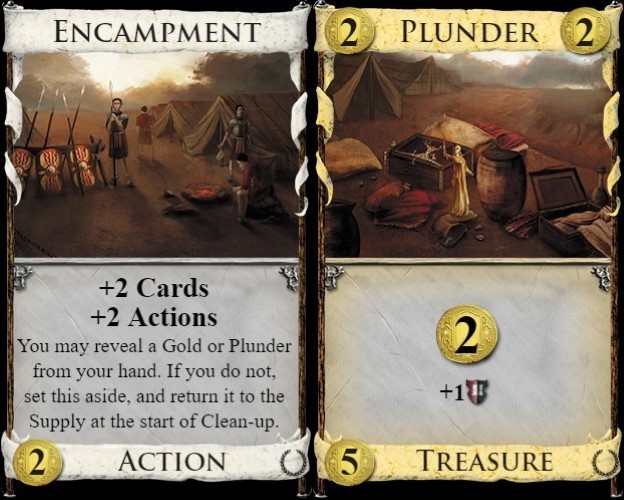 ENCAMPMENT
+2 Cards
+2 Actions
You may reveal a Gold or Plunder
from your hand. If you do not,
set this aside, and return it to the
Supply at the start of Clean-up.
2 ACTION
2 PLUNDER 2
2
+1
5 TREASURE